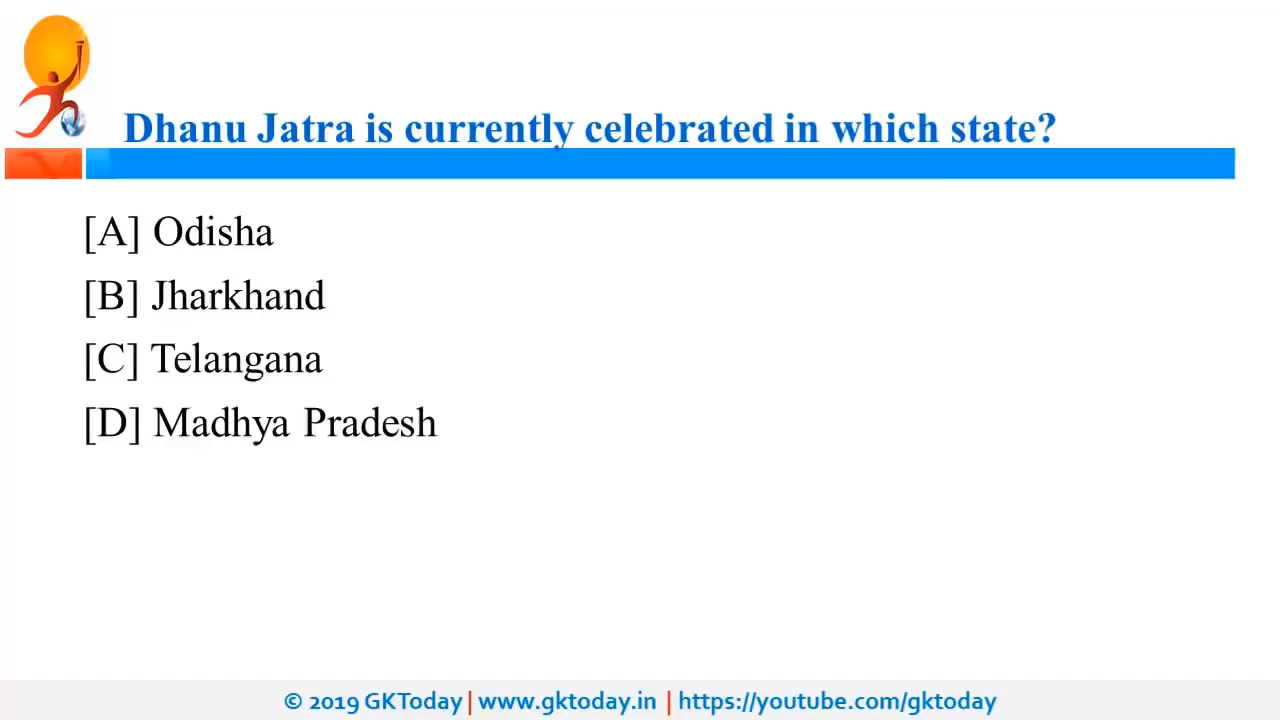 Dhanu Jatra is currently celebrated in which state?
[A] Odisha
[B] Jharkhand
[C] Telangana
[D] Madhya Pradesh
© 2019 GKToday | www.gktoday.in | https://youtube.com/gktoday